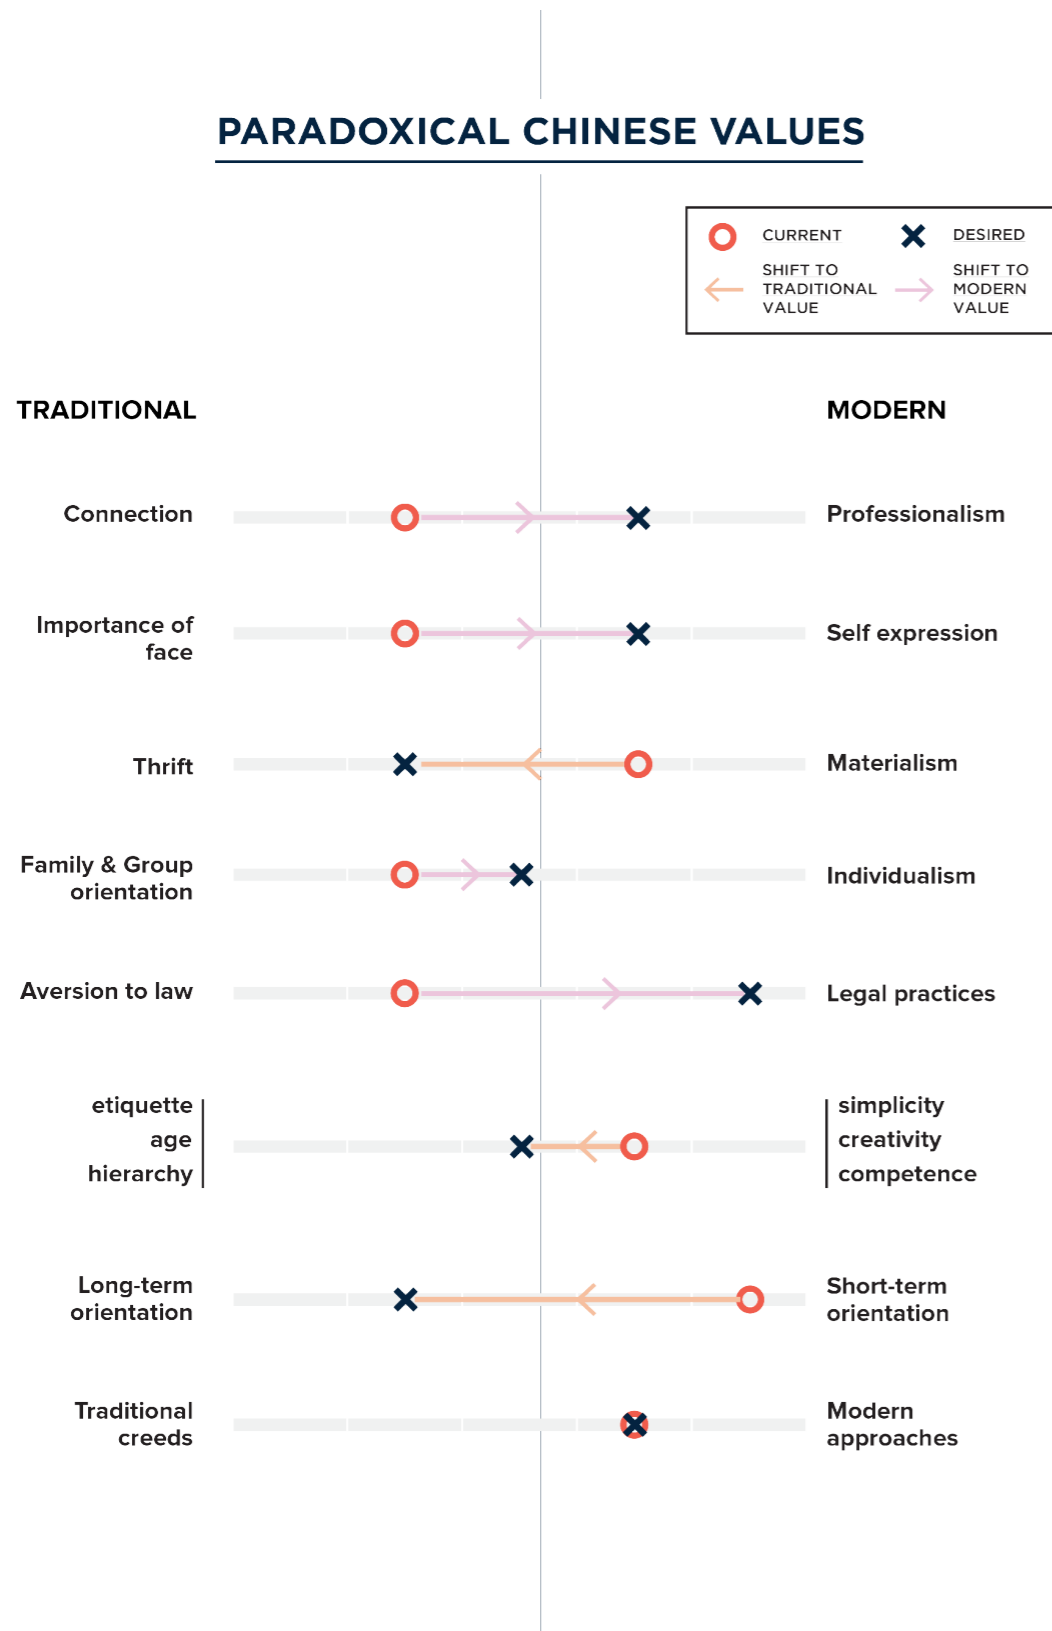 PARADOXICAL CHINESE VALUES
CURRENT
DESIRED
SHIFT TO
TRADITIONAL
VALUE
SHIFT TO
MODERN
VALUE
TRADITIONAL
MODERN
Connection
Professionalism
Importance of
face
Self expression
Thrift
Materialism
Family & Group
orientation
Individualism
Aversion to law
Legal practices
etiquette
age
hierarchy
simplicity
creativity
competence
Long-term
orientation
Short-term
orientation
Traditional
creeds
Modern
approaches